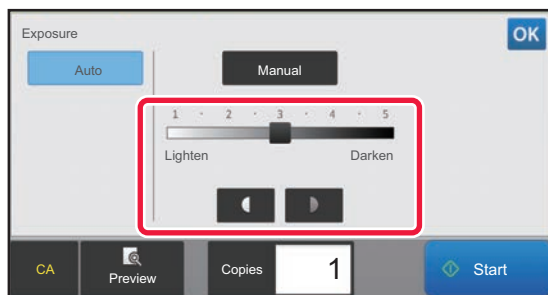 Exposure
OK
Auto
Manual
1 · 2 · 3 · 4 · 5
Lighten Darken
CA Preview Copies 1 Start